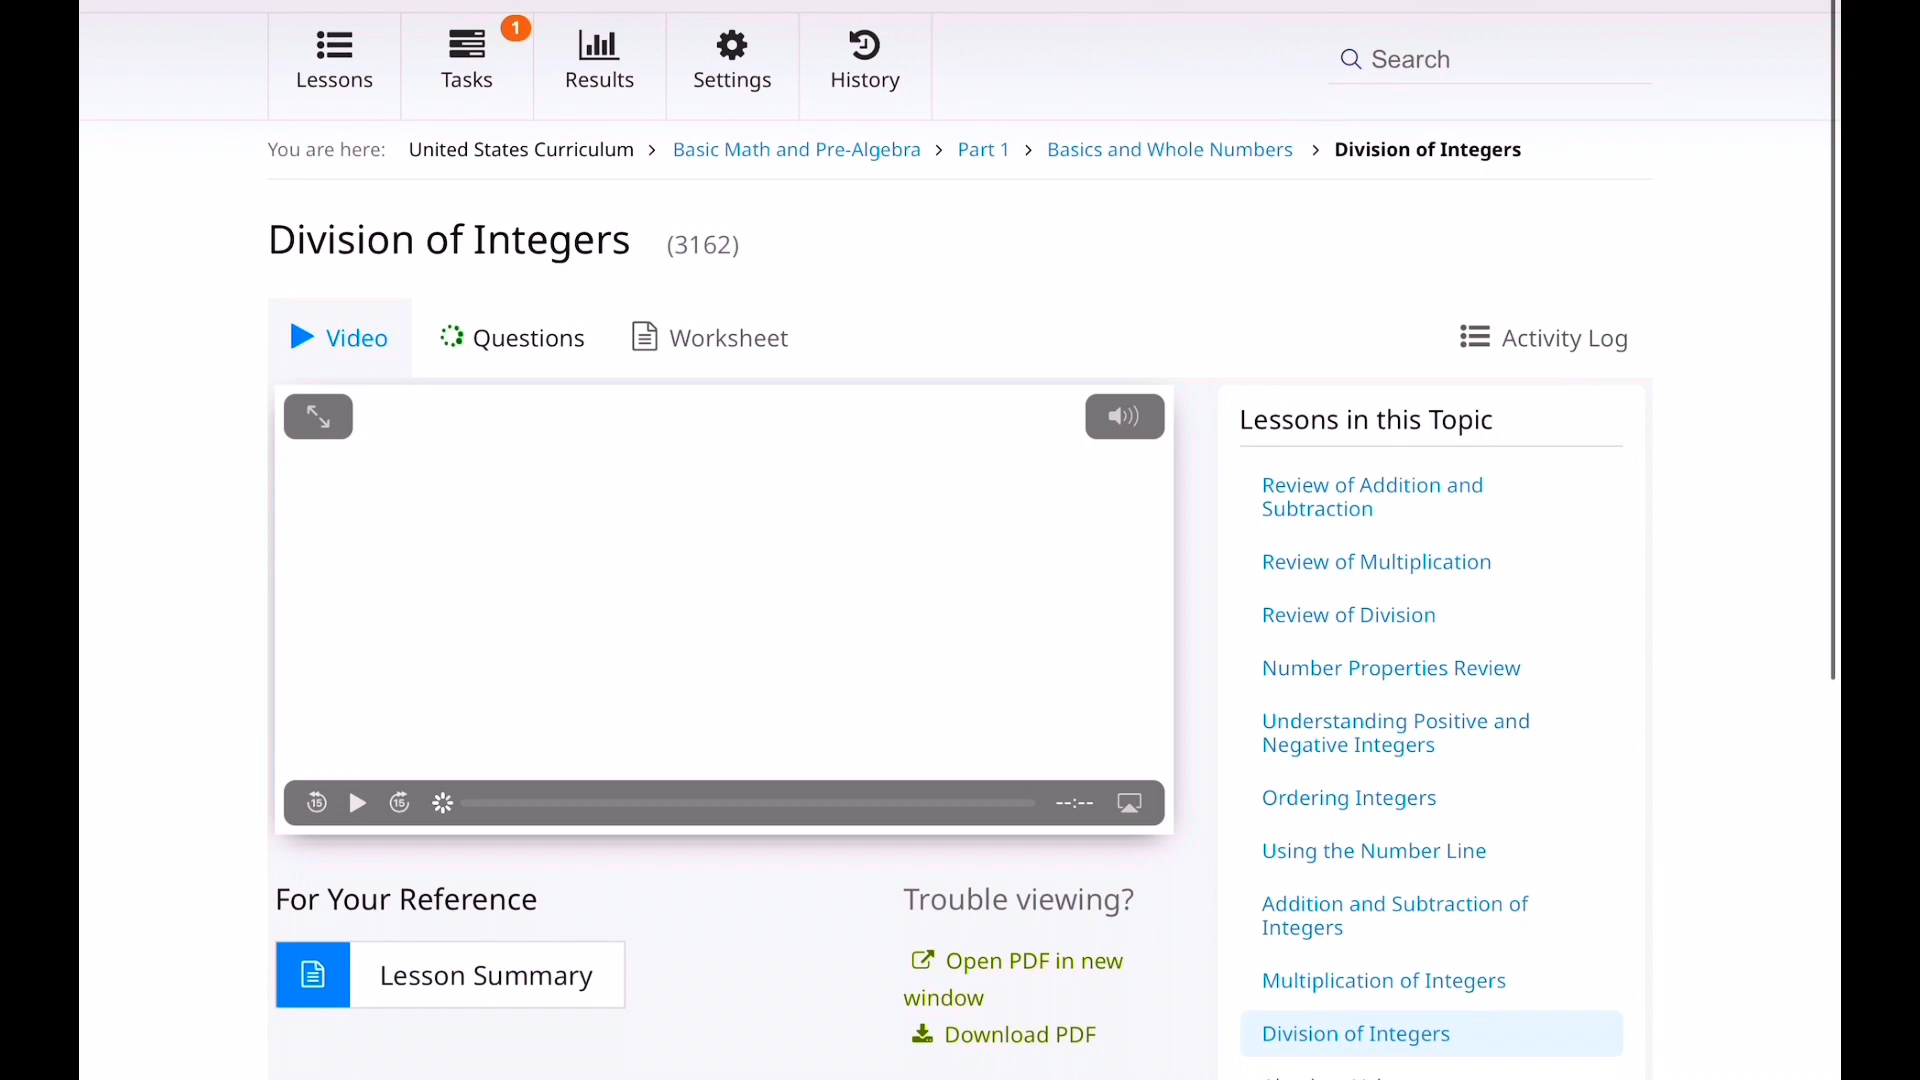 1
Lessons
Tasks
Results
Settings
History
Search
You are here: United States Curriculum > Basic Math and Pre-Algebra > Part 1 > Basics and Whole Numbers > Division of Integers
Division of Integers (3162)
Video
Questions
Worksheet
Activity Log
15
15
--:--
For Your Reference
Lesson Summary
Trouble viewing?
Open PDF in new
window
Download PDF
Lessons in this Topic
Review of Addition and
Subtraction
Review of Multiplication
Review of Division
Number Properties Review
Understanding Positive and
Negative Integers
Ordering Integers
Using the Number Line
Addition and Subtraction of
Integers
Multiplication of Integers
Division of Integers